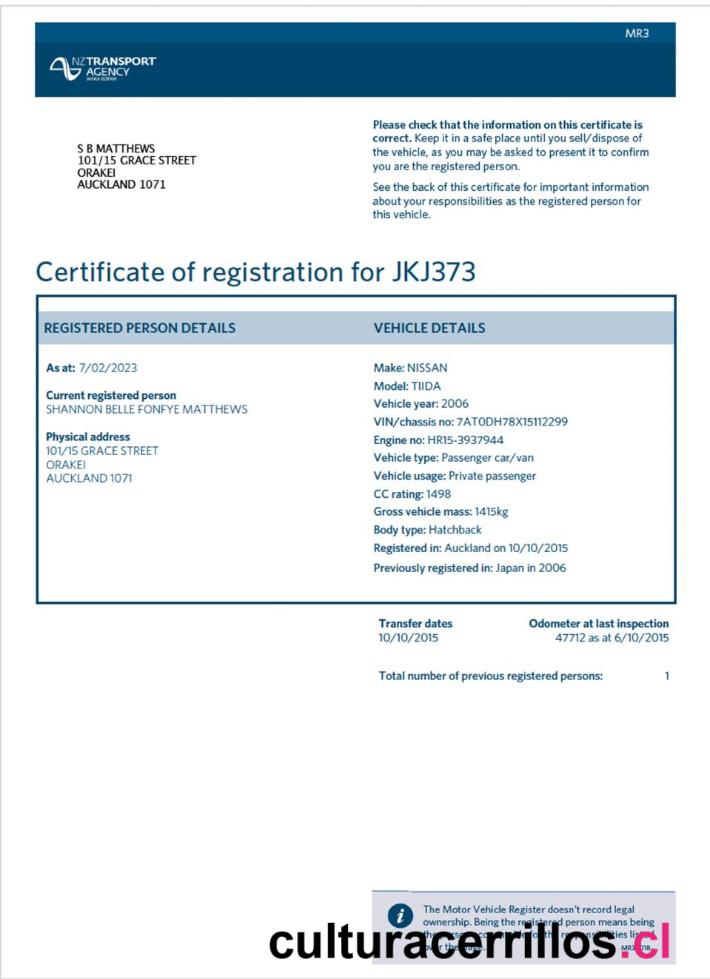 MR3
NZTRANSPORT
AGENCY
WAKA KOTAHI
S B MATTHEWS
101/15 GRACE STREET
ORAKEI
AUCKLAND 1071
Please check that the information on this certificate is
correct. Keep it in a safe place until you sell/dispose of
the vehicle, as you may be asked to present it to confirm
you are the registered person.
See the back of this certificate for important information
about your responsibilities as the registered person for
this vehicle.
Certificate of registration for JKJ373
REGISTERED PERSON DETAILS
As at: 7/02/2023
Current registered person
SHANNON BELLE FONFYE MATTHEWS
Physical address
101/15 GRACE STREET
ORAKEI
AUCKLAND 1071
VEHICLE DETAILS
Make: NISSAN
Model: TIIDA
Vehicle year: 2006
VIN/chassis no: 7AT0DH78X15112299
Engine no: HR15-3937944
Vehicle type: Passenger car/van
Vehicle usage: Private passenger
CC rating: 1498
Gross vehicle mass: 1415kg
Body type: Hatchback
Registered in: Auckland on 10/10/2015
Previously registered in: Japan in 2006
Transfer dates
10/10/2015
Odometer at last inspection
47712 as at 6/10/2015
Total number of previous registered persons: 1
The Motor Vehicle Register doesn't record legal
ownership. Being the registered person means being
the for the responsibilities
over the
culturacerrillos.cl